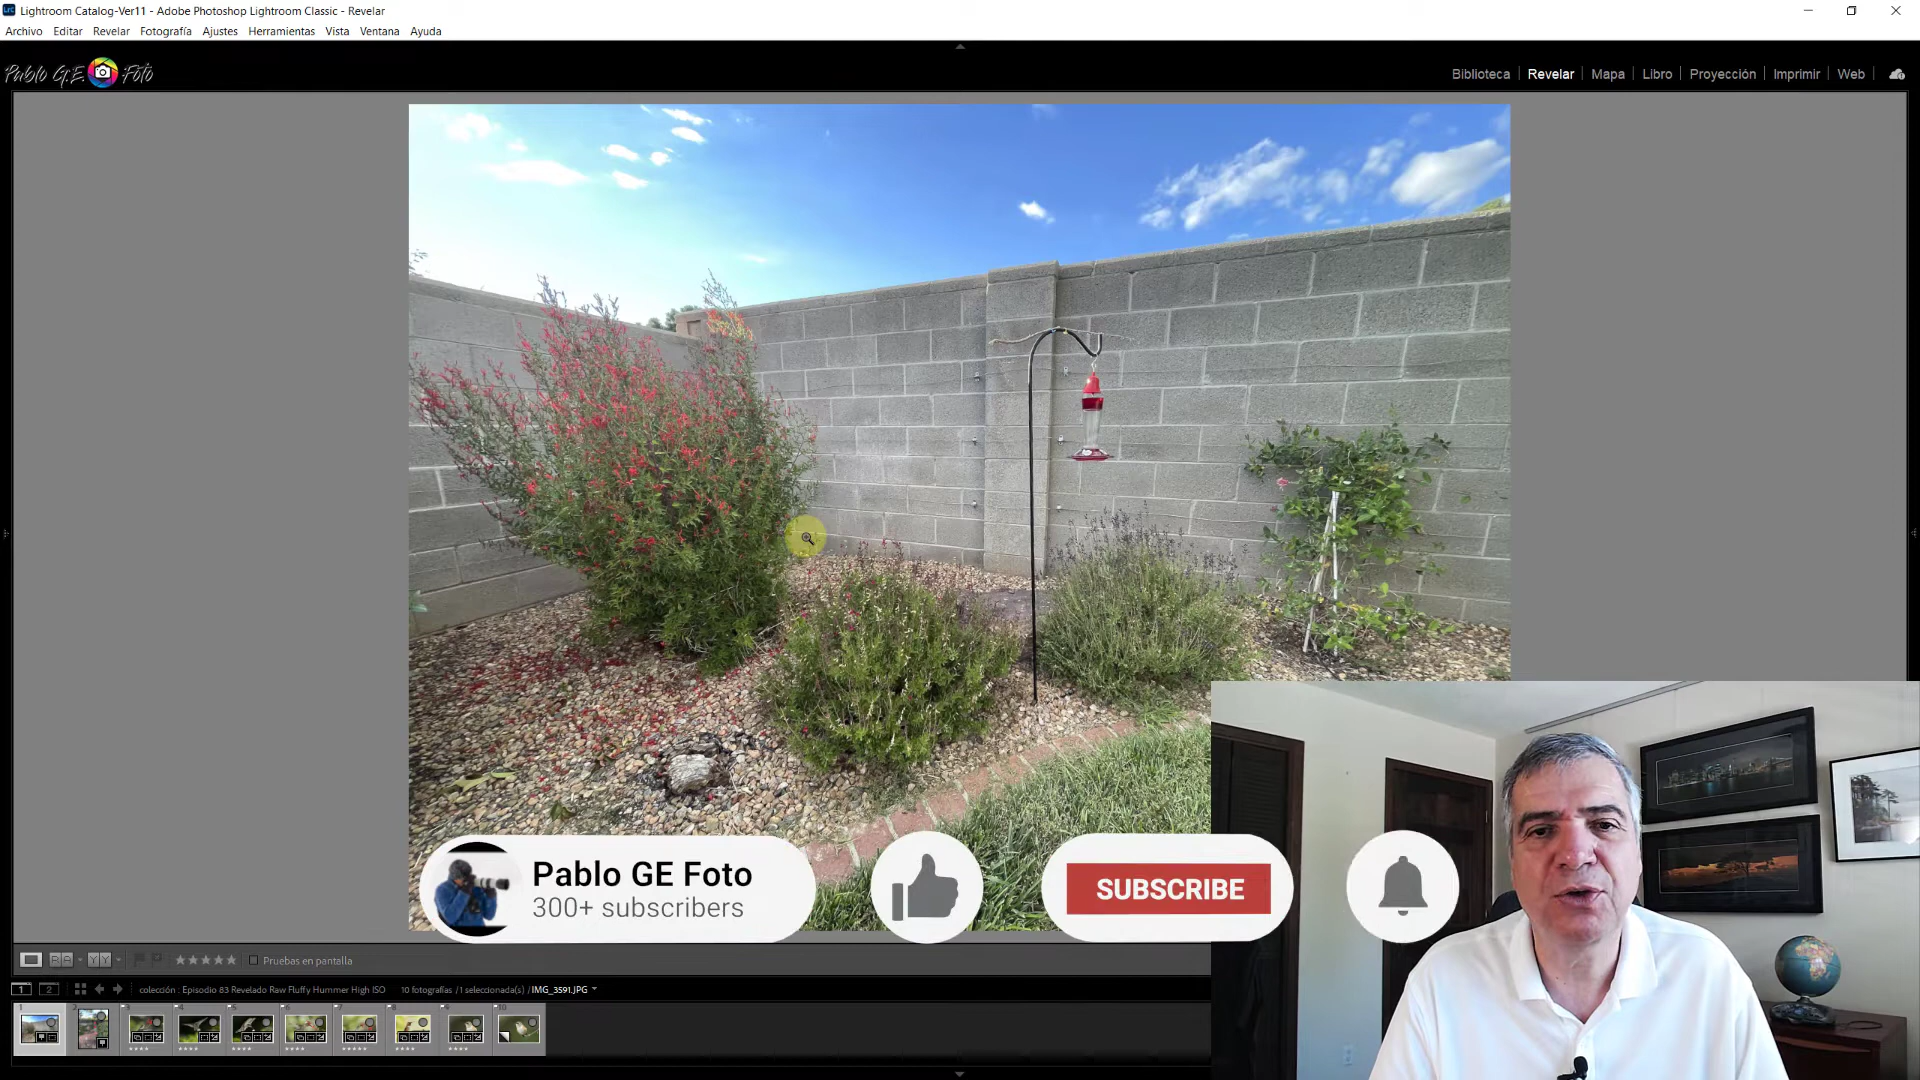 Lightroom Catalog-Ver11 - Adobe Photoshop Lightroom Classic - Revelar
Archivo Editar Revelar Fotografía Ajustes Herramientas Vista Ventana Ayuda
Pablo G.E. Foto
Biblioteca Revelar Mapa Libro Proyección Imprimir Web
Pablo GE Foto
300+ subscribers
SUBSCRIBE
Pruebas en pantalla
1 2 colección : Episodio 83 Revelado Raw Fluffy Hummer High ISO 10 fotografías /1 seleccionada(s) /IMG_3591.JPG